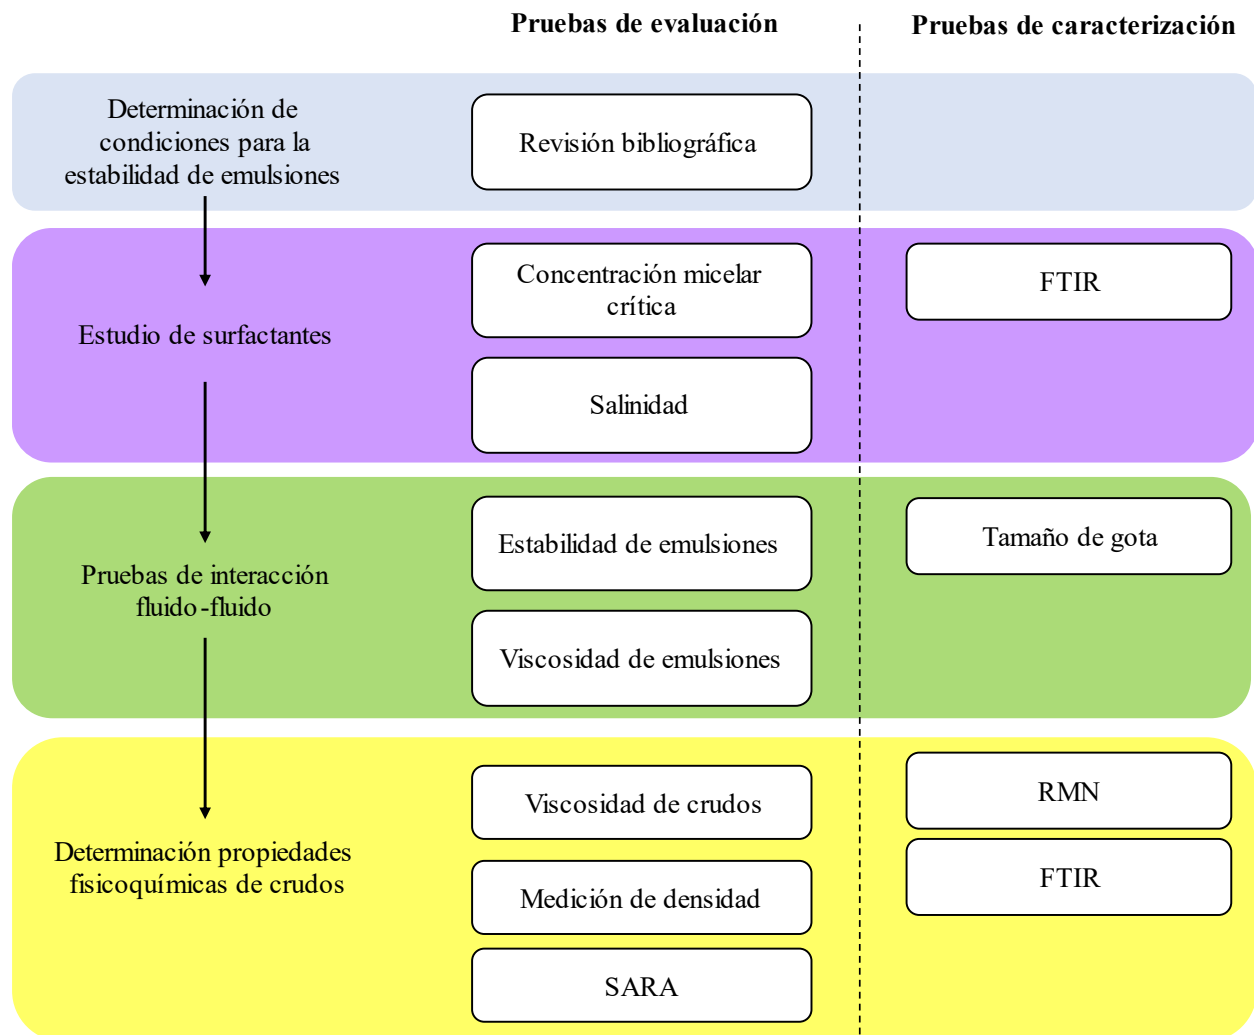 Pruebas de evaluación
Pruebas de caracterización
Determinación de
condiciones para la
estabilidad de emulsiones
Revisión bibliográfica
Estudio de surfactantes
Concentración micelar
crítica
Salinidad
FTIR
Pruebas de interacción
fluido-fluido
Estabilidad de emulsiones
Viscosidad de emulsiones
Tamaño de gota
Determinación propiedades
fisicoquímicas de crudos
Viscosidad de crudos
Medición de densidad
SARA
RMN
FTIR